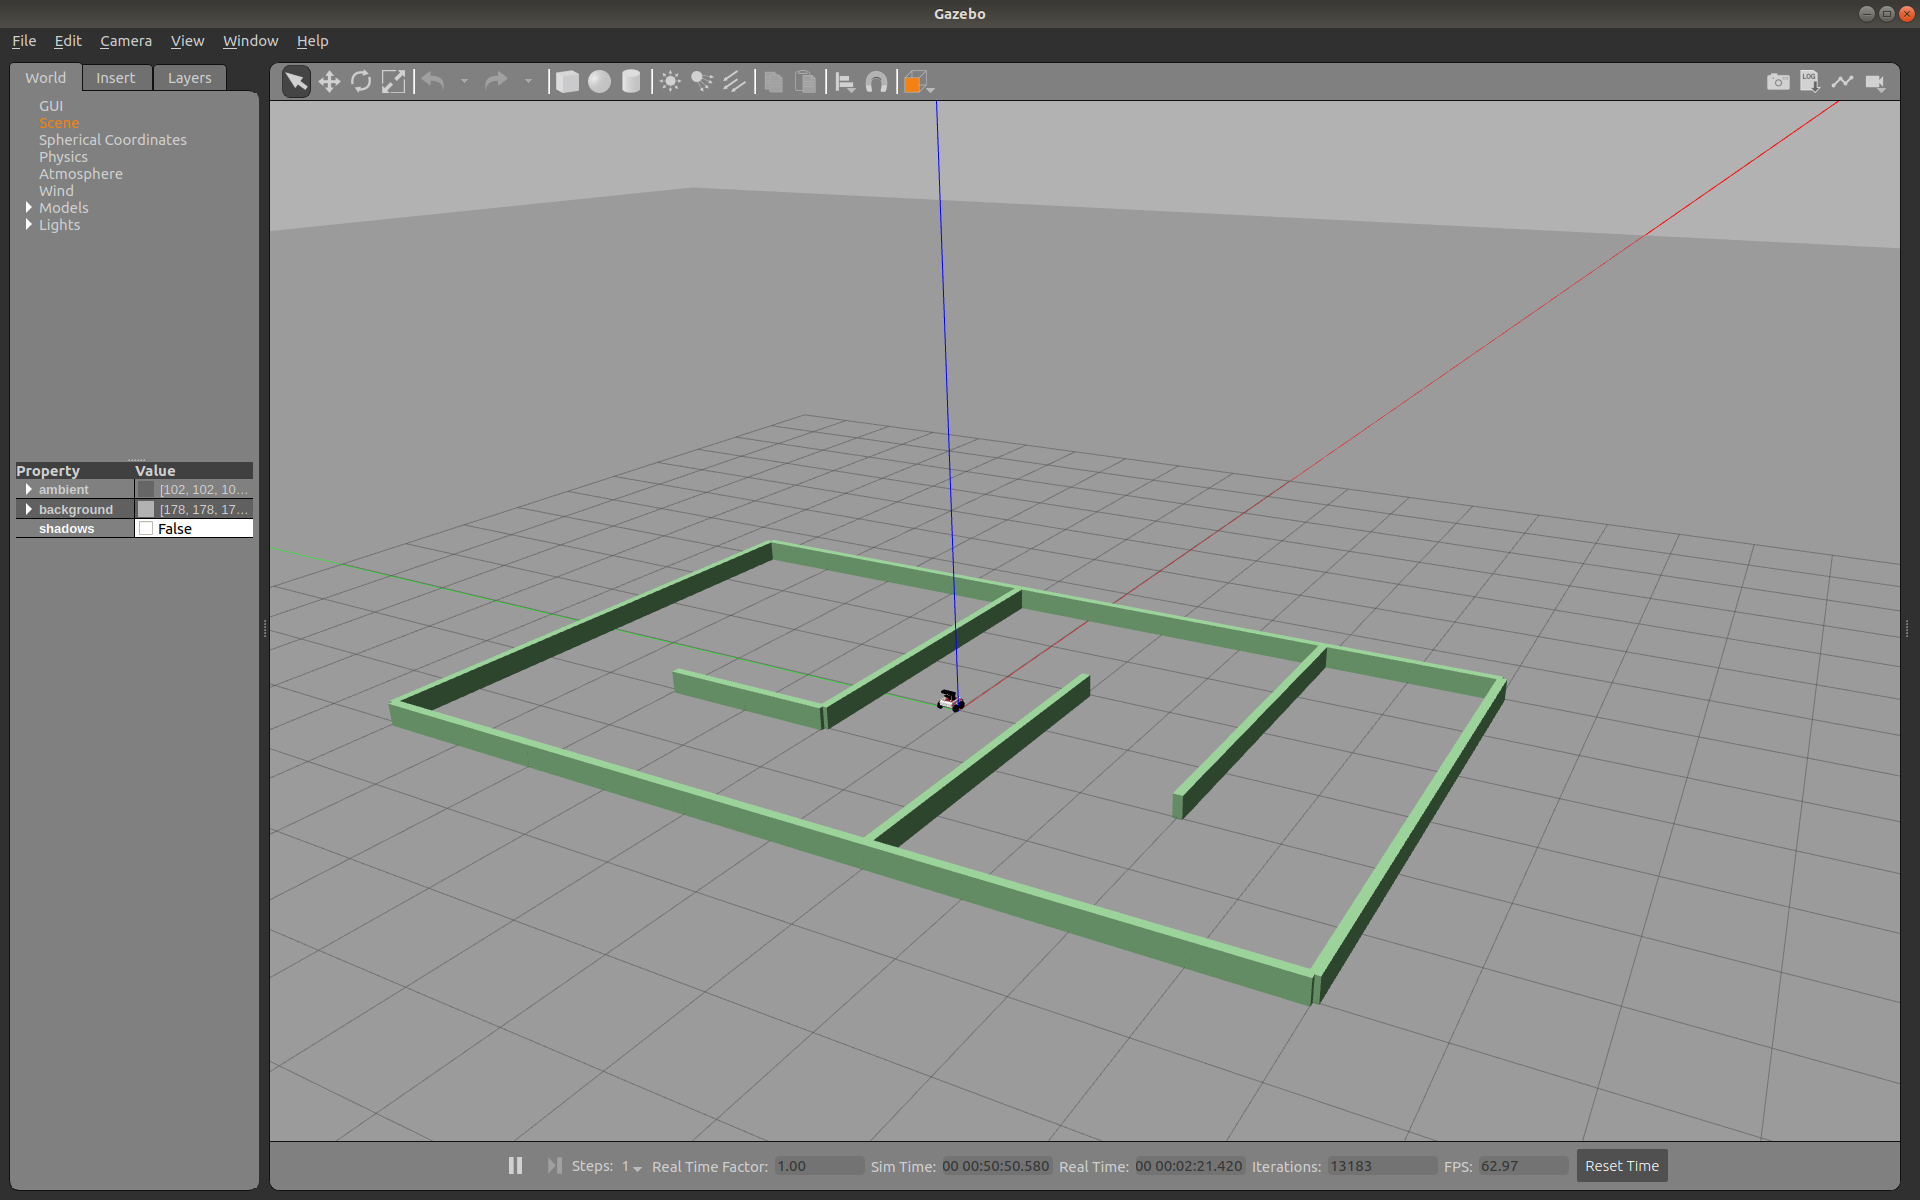 Gazebo
File Edit Camera View Window Help
World Insert Layers
LOG
GUI
Scene
Spherical Coordinates
Physics
Atmosphere
Wind
Models
Lights
Property Value
ambient [102, 102, 10...
background [178, 178, 17...
shadows False
Steps: 1 Real Time Factor: 1.00 Sim Time: 00 00:50:50.580 Real Time: 00 00:02:21.420 Iterations: 13183 FPS: 62.97 Reset Time